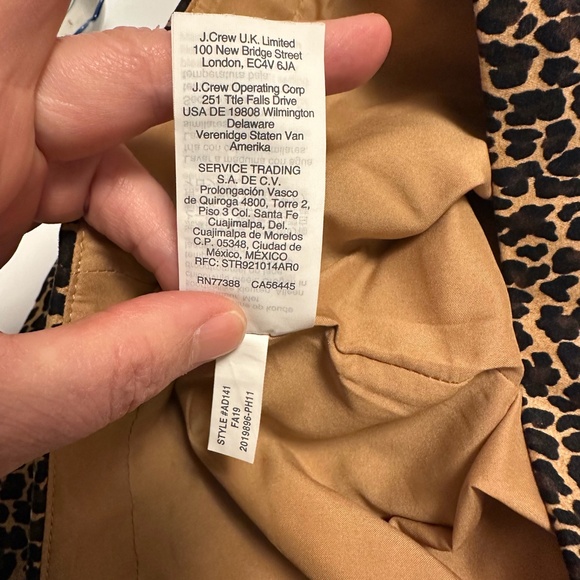 J.Crew U.K. Limited
100 New Bridge Street
London, EC4V 6JA
J.Crew Operating Corp
251 Ttle Falls Drive
USA DE 19808 Wilmington
Delaware
Verenidge Staten Van
Amerika
SERVICE TRADING
S.A. DE C.V.
Prolongación Vasco
de Quiroga 4800, Torre 2,
Piso 3 Col. Santa Fe
Cuajimalpa, Del.
Cuajimalpa de Morelos
C.P. 05348, Ciudad de
México, MÉXICO
RFC: STR921014AR0
RN77388 CA56445
STYLE #AD141
FA19
2019896-PH11